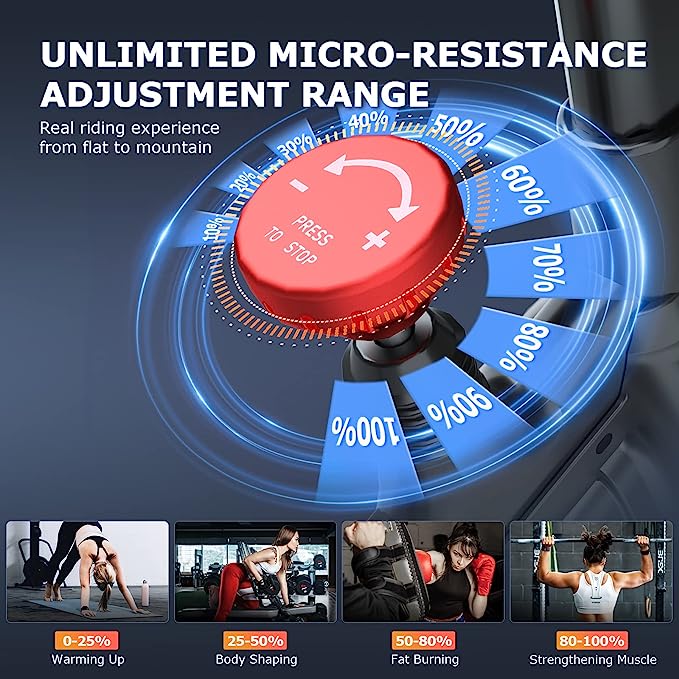 UNLIMITED MICRO-RESISTANCE
ADJUSTMENT RANGE
Real riding experience
from flat to mountain
10%
20%
30%
40%
50%
60%
70%
80%
90%
100%
-
PRESS
TO STOP
+
ROGUE
0-25%
Warming Up
25-50%
Body Shaping
50-80%
Fat Burning
80-100%
Strengthening Muscle